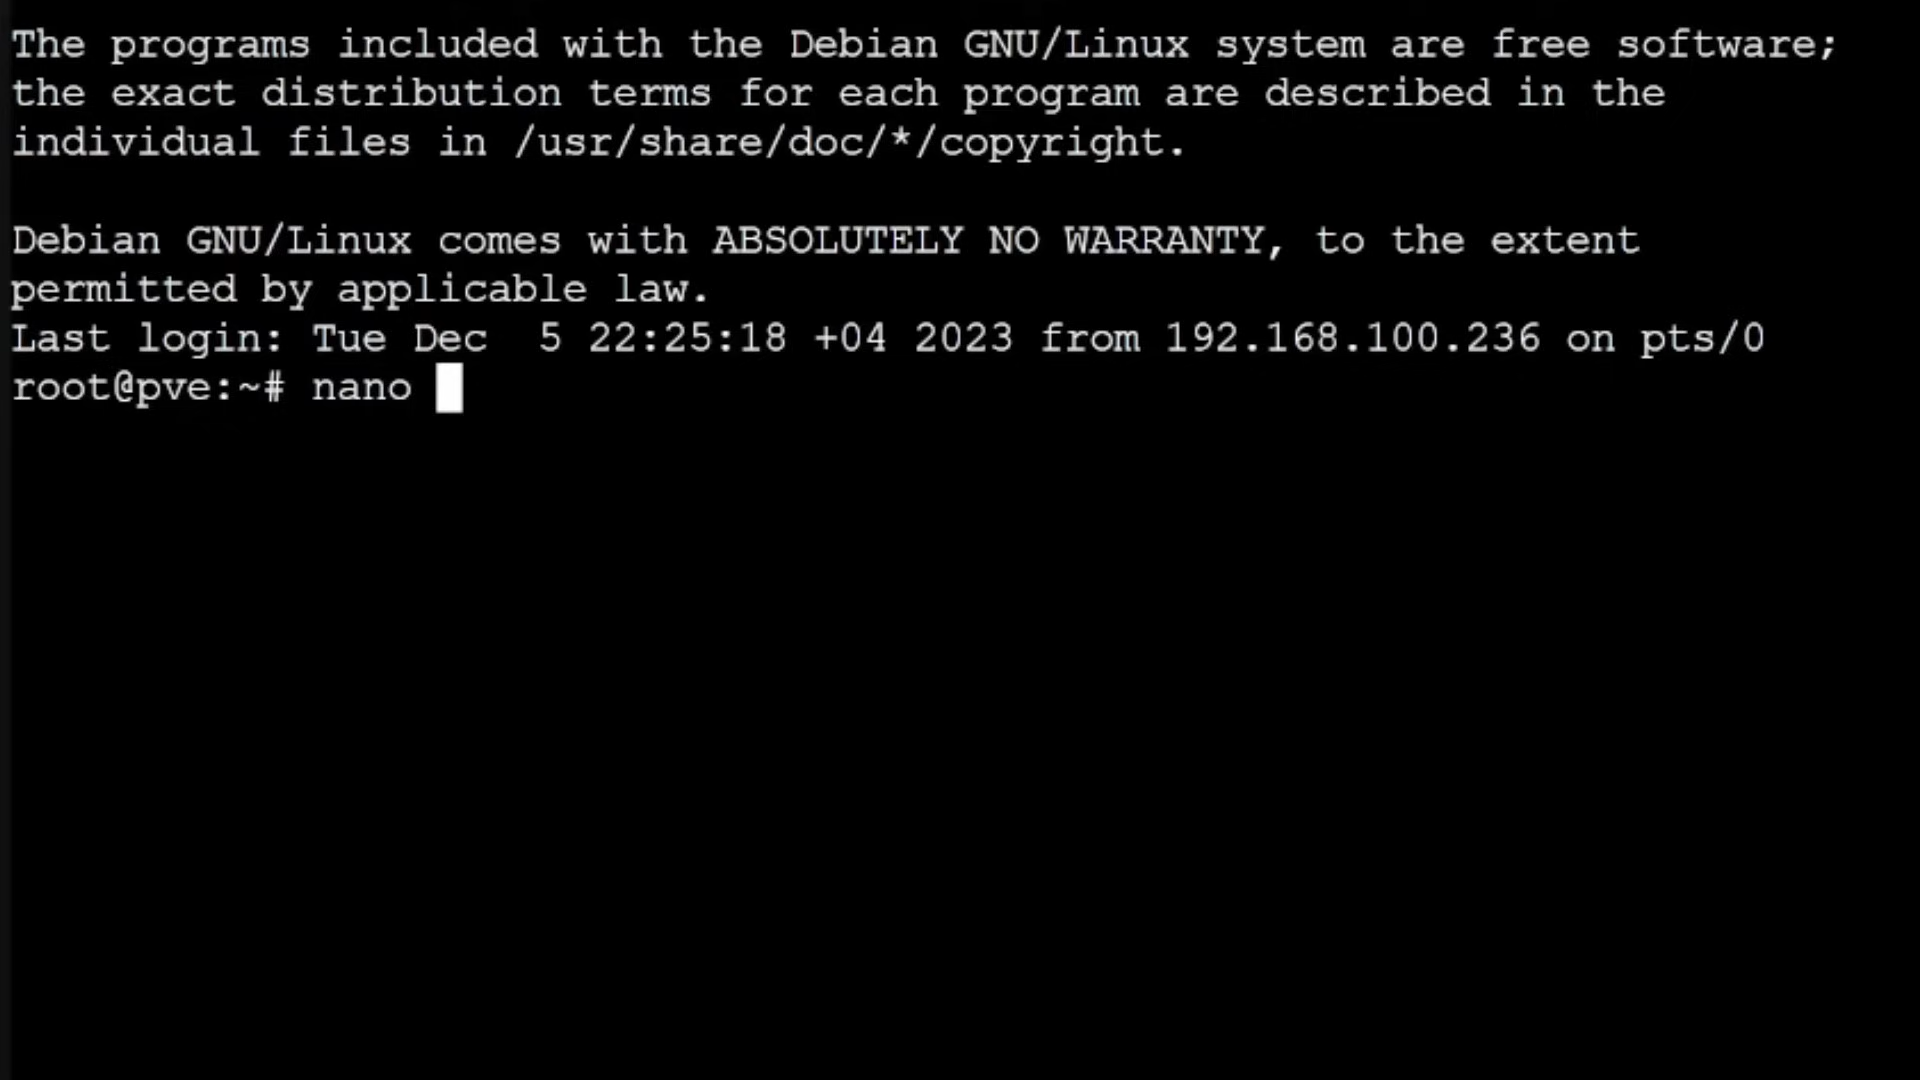 The programs included with the Debian GNU/Linux system are free software;
the exact distribution terms for each program are described in the
individual files in /usr/share/doc/*/copyright.
Debian GNU/Linux comes with ABSOLUTELY NO WARRANTY, to the extent
permitted by applicable law.
Last login: Tue Dec  5 22:25:18 +04 2023 from 192.168.100.236 on pts/0
root@pve:~# nano